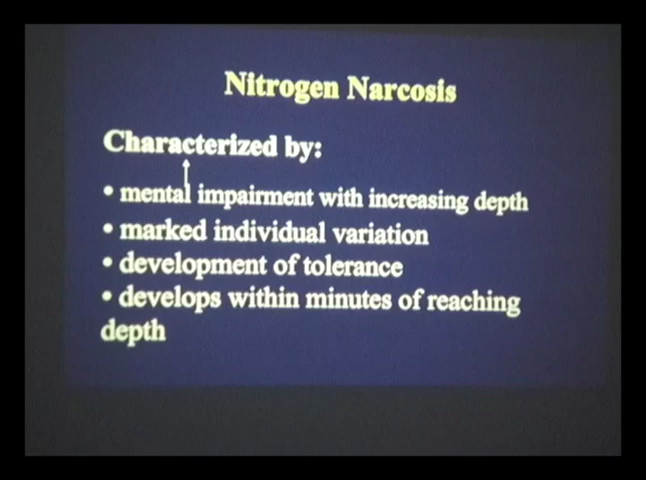 Nitrogen Narcosis
Characterized by:
• mental impairment with increasing depth
• marked individual variation
• development of tolerance
• develops within minutes of reaching
depth